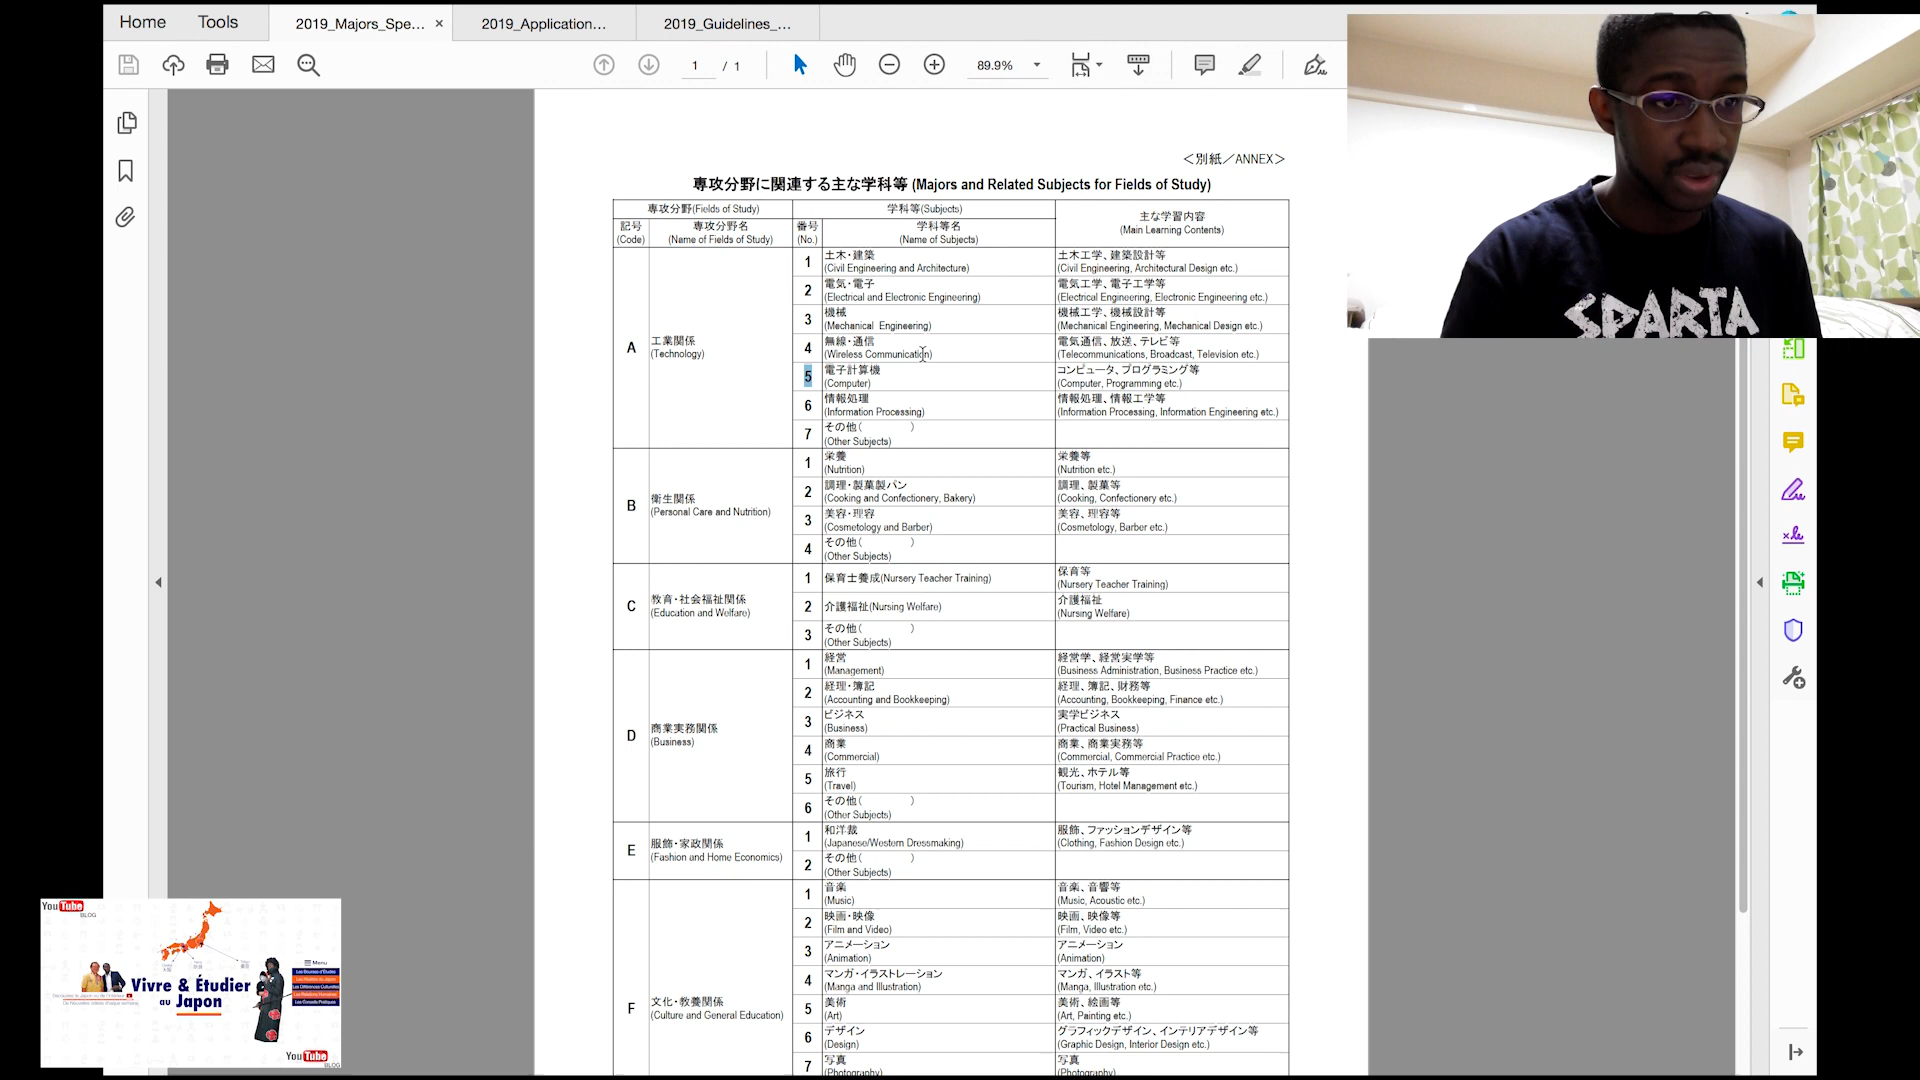 Home
Tools
2019_Majors_Spe...
2019_Application...
2019_Guidelines_...
1 / 1
89.9%
<別紙/ANNEX>
専攻分野に関連する主な学科等 (Majors and Related Subjects for Fields of Study)
専攻分野(Fields of Study)
学科等(Subjects)
主な学習内容
(Main Learning Contents)
記号
(Code)
専攻分野名
(Name of Fields of Study)
番号
(No.)
学科等名
(Name of Subjects)
A
工業関係
(Technology)
1
土木・建築
(Civil Engineering and Architecture)
土木工学、建築設計等
(Civil Engineering, Architectural Design etc.)
2
電気・電子
(Electrical and Electronic Engineering)
電気工学、電子工学等
(Electrical Engineering, Electronic Engineering etc.)
3
機械
(Mechanical Engineering)
機械工学、機械設計等
(Mechanical Engineering, Mechanical Design etc.)
4
無線・通信
(Wireless Communication)
電気通信、放送、テレビ等
(Telecommunications, Broadcast, Television etc.)
5
電子計算機
(Computer)
コンピュータ、プログラミング等
(Computer, Programming etc.)
6
情報処理
(Information Processing)
情報処理、情報工学等
(Information Processing, Information Engineering etc.)
7
その他( )
(Other Subjects)
B
衛生関係
(Personal Care and Nutrition)
1
栄養
(Nutrition)
栄養等
(Nutrition etc.)
2
調理・製菓製パン
(Cooking and Confectionery, Bakery)
調理、製菓等
(Cooking, Confectionery etc.)
3
美容・理容
(Cosmetology and Barber)
美容、理容等
(Cosmetology, Barber etc.)
4
その他( )
(Other Subjects)
C
教育・社会福祉関係
(Education and Welfare)
1
保育士養成(Nursery Teacher Training)
保育等
(Nursery Teacher Training)
2
介護福祉(Nursing Welfare)
介護福祉
(Nursing Welfare)
3
その他( )
(Other Subjects)
D
商業実務関係
(Business)
1
経営
(Management)
経営学、経営実学等
(Business Administration, Business Practice etc.)
2
経理・簿記
(Accounting and Bookkeeping)
経理、簿記、財務等
(Accounting, Bookkeeping, Finance etc.)
3
ビジネス
(Business)
実学ビジネス
(Practical Business)
4
商業
(Commercial)
商業、商業実務等
(Commercial, Commercial Practice etc.)
5
旅行
(Travel)
観光、ホテル等
(Tourism, Hotel Management etc.)
6
その他( )
(Other Subjects)
E
服飾・家政関係
(Fashion and Home Economics)
1
和洋裁
(Japanese/Western Dressmaking)
服飾、ファッションデザイン等
(Clothing, Fashion Design etc.)
2
その他( )
(Other Subjects)
F
文化・教養関係
(Culture and General Education)
1
音楽
(Music)
音楽、音響等
(Music, Acoustic etc.)
2
映画・映像
(Film and Video)
映画、映像等
(Film, Video etc.)
3
アニメーション
(Animation)
アニメーション
(Animation)
4
マンガ・イラストレーション
(Manga and Illustration)
マンガ、イラスト等
(Manga, Illustration etc.)
5
美術
(Art)
美術、絵画等
(Art, Painting etc.)
6
デザイン
(Design)
グラフィックデザイン、インテリアデザイン等
(Graphic Design, Interior Design etc.)
7
写真
(Photography)
写真
(Photography)
SPARTA
YouTube
BLOG
Vivre & Étudier
au Japon
Menu
YouTube
BLOG